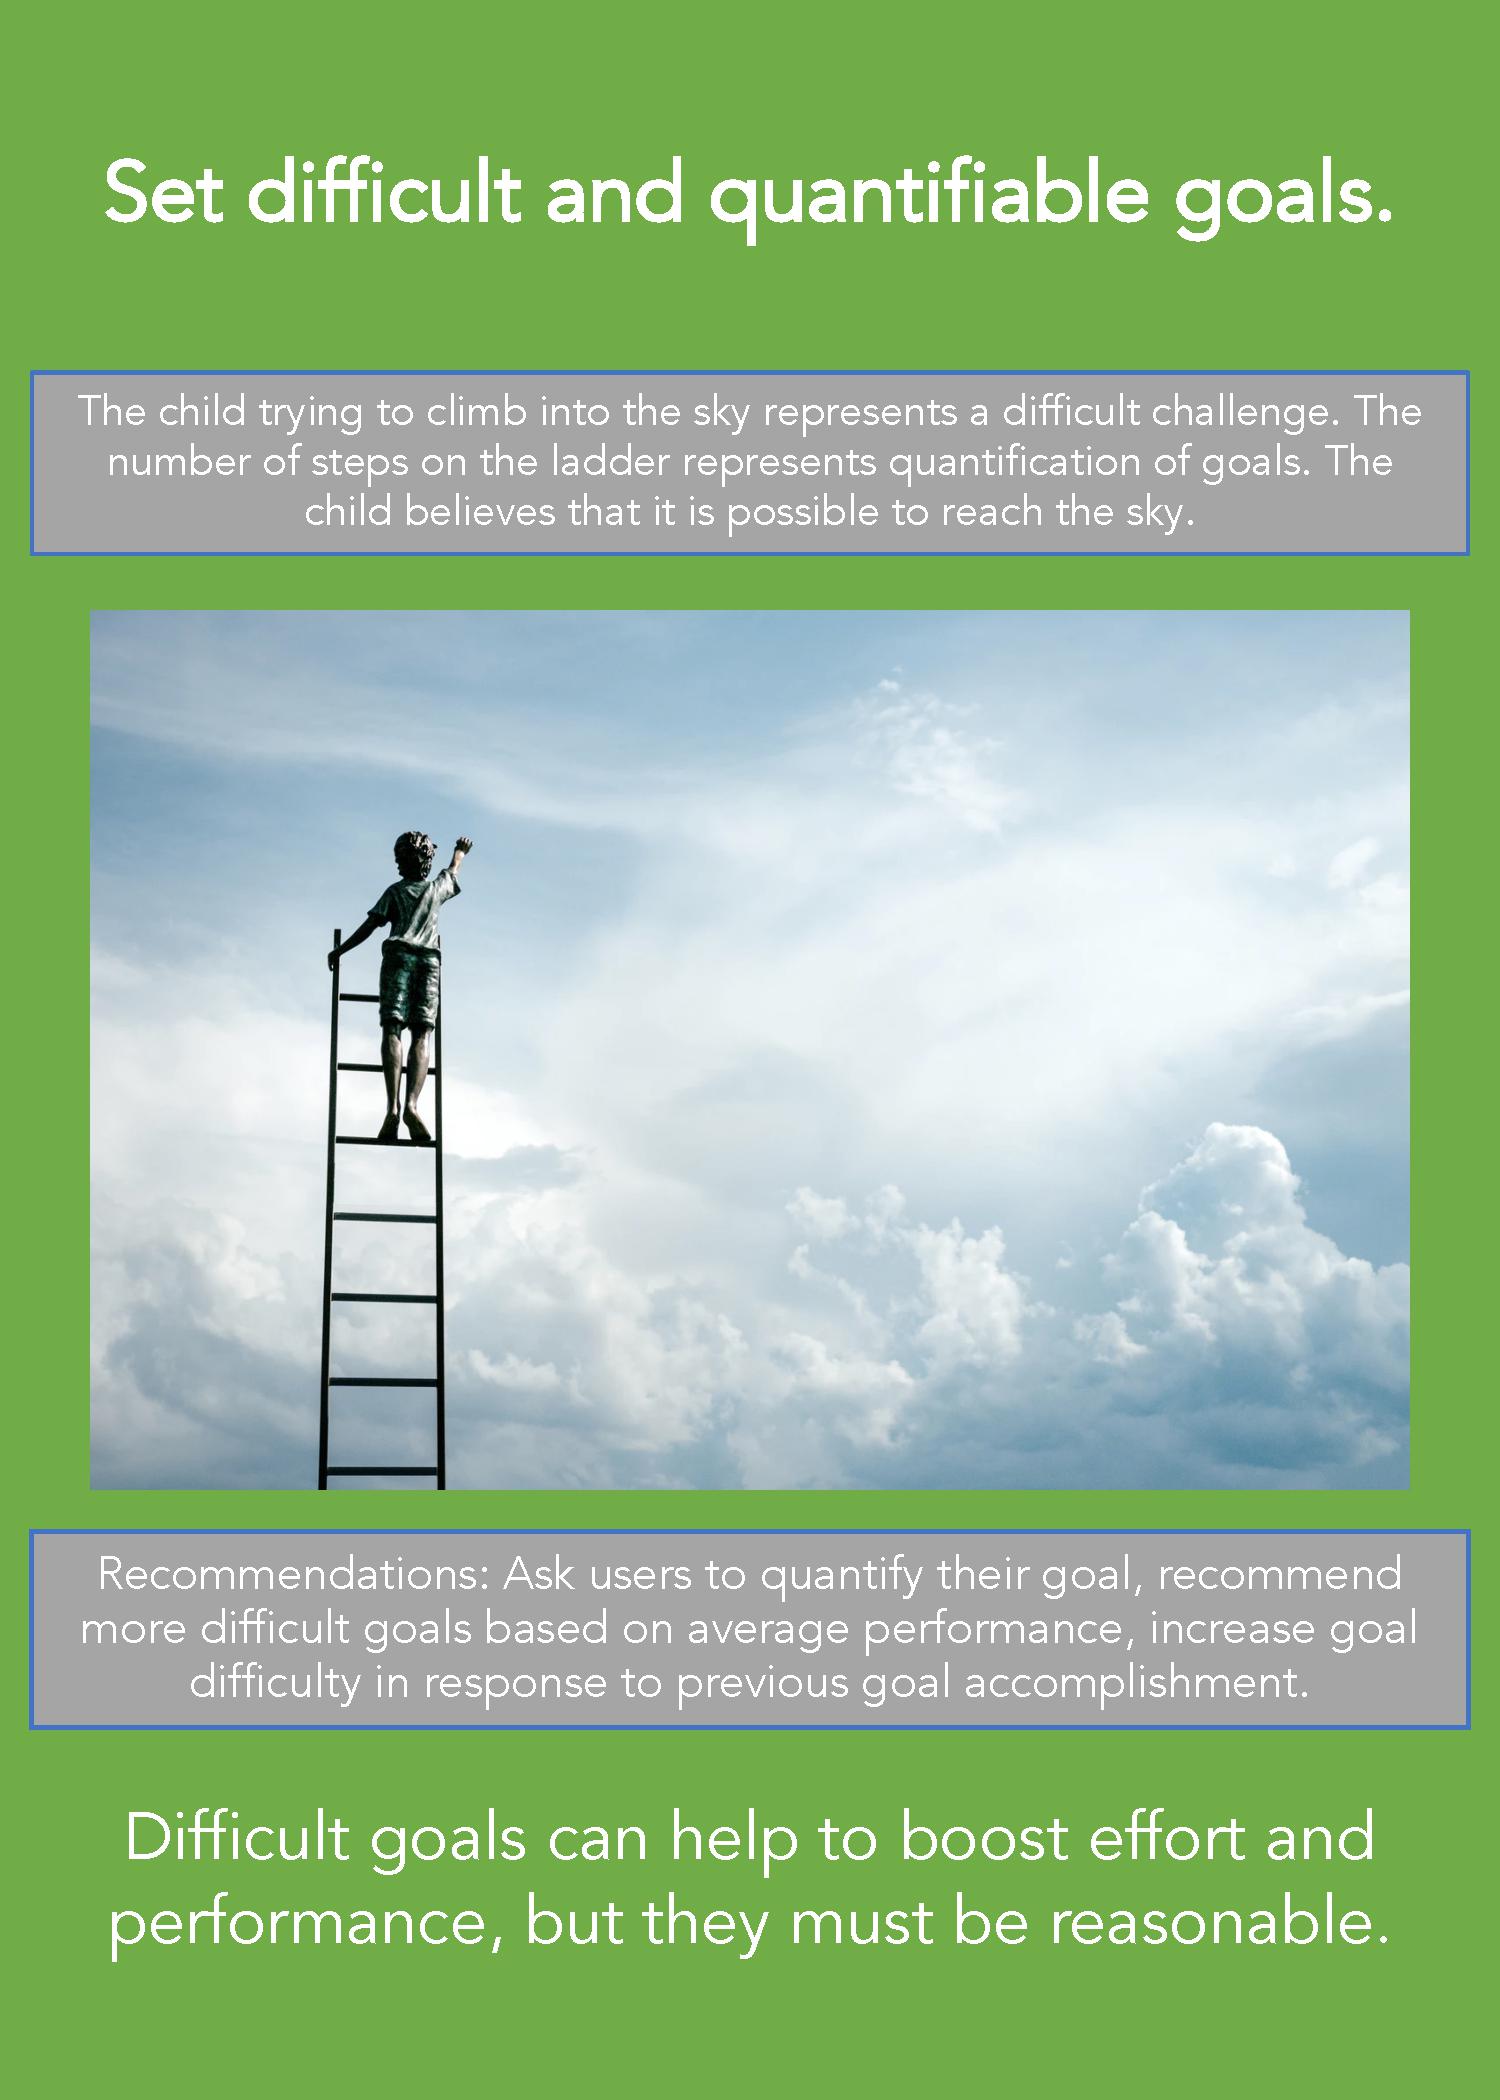 Set difficult and quantifiable goals.
The child trying to climb into the sky represents a difficult challenge. The
number of steps on the ladder represents quantification of goals. The
child believes that it is possible to reach the sky.
Recommendations: Ask users to quantify their goal, recommend
more difficult goals based on average performance, increase goal
difficulty in response to previous goal accomplishment.
Difficult goals can help to boost effort and
performance, but they must be reasonable.